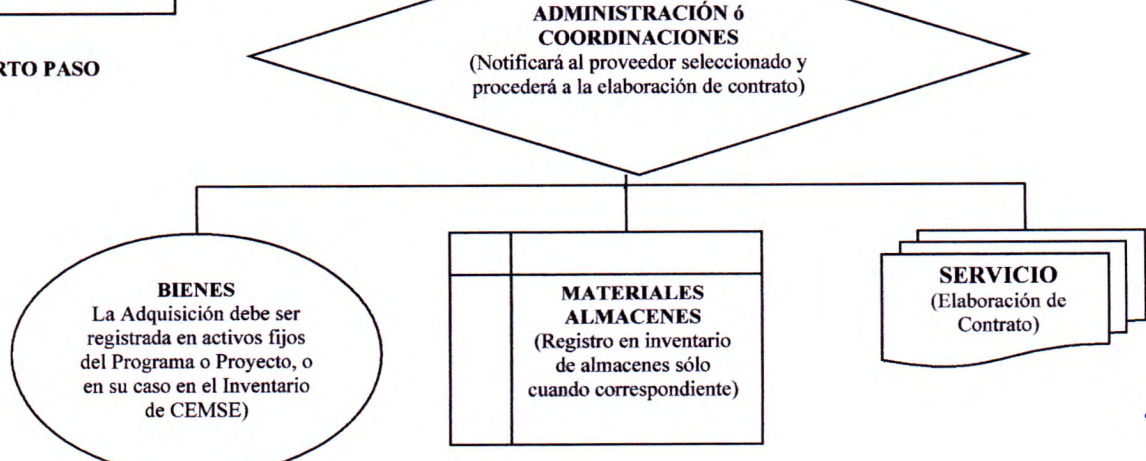 ADMINISTRACIÓN ó
COORDINACIONES
(Notificará al proveedor seleccionado y
procederá a la elaboración de contrato)
RTO PASO
BIENES
La Adquisición debe ser
registrada en activos fijos
del Programa o Proyecto, o
en su caso en el Inventario
de CEMSE)
MATERIALES
ALMACENES
(Registro en inventario
de almacenes sólo
cuando correspondiente)
SERVICIO
(Elaboración de
Contrato)